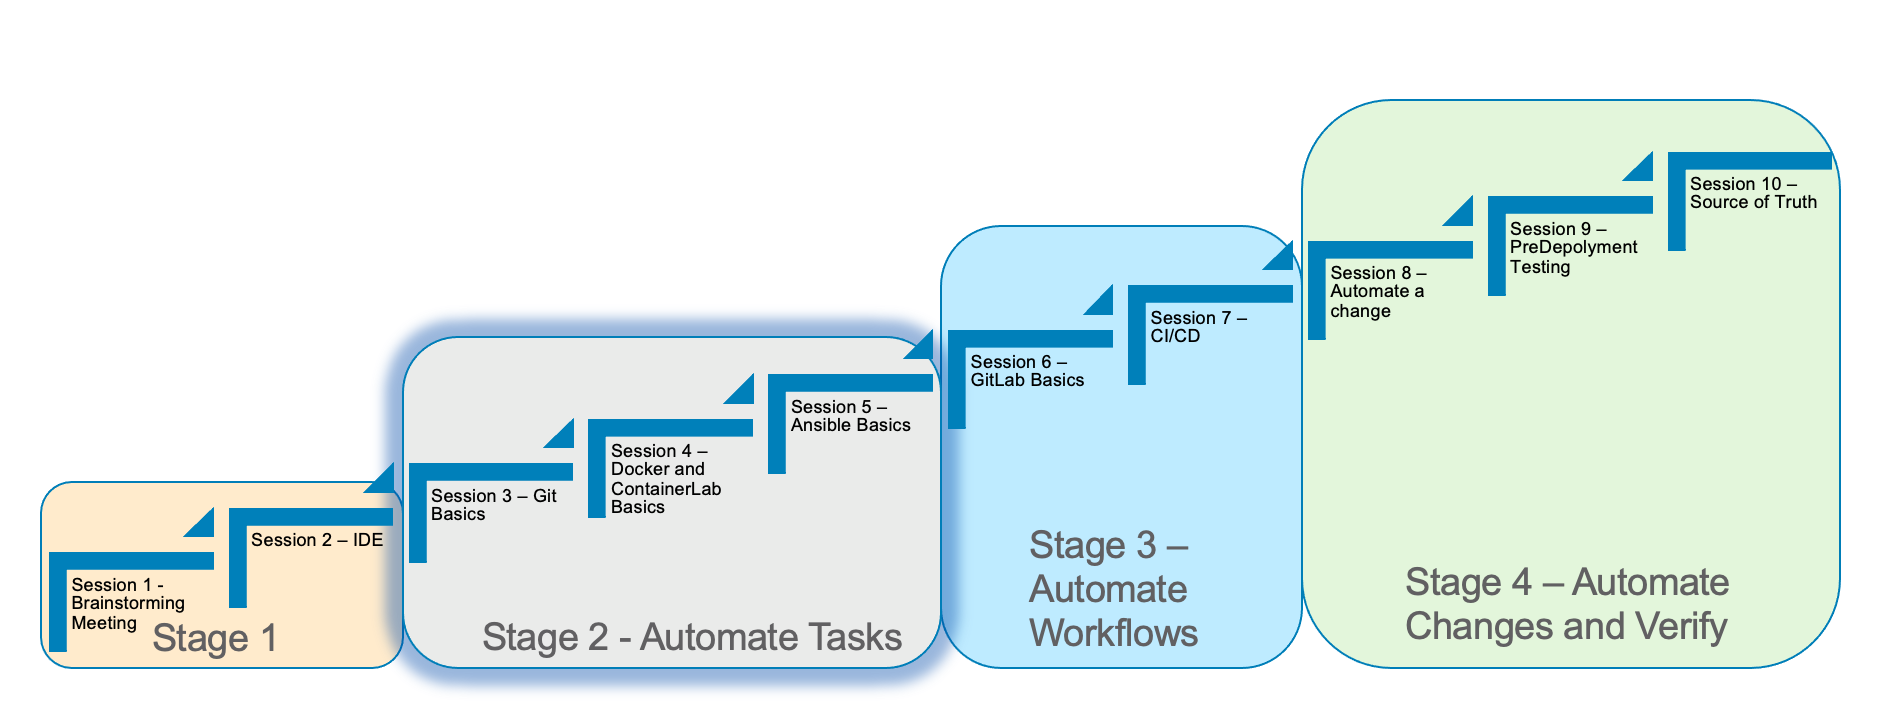 Session 1 -
Brainstorming
Meeting
Session 2 – IDE
Stage 1
Session 3 – Git
Basics
Session 4 –
Docker and
ContainerLab
Basics
Session 5 –
Ansible Basics
Stage 2 - Automate Tasks
Session 6 –
GitLab Basics
Session 7 –
CI/CD
Stage 3 –
Automate
Workflows
Session 8 –
Automate a
change
Session 9 –
PreDepolyment
Testing
Session 10 –
Source of Truth
Stage 4 – Automate
Changes and Verify